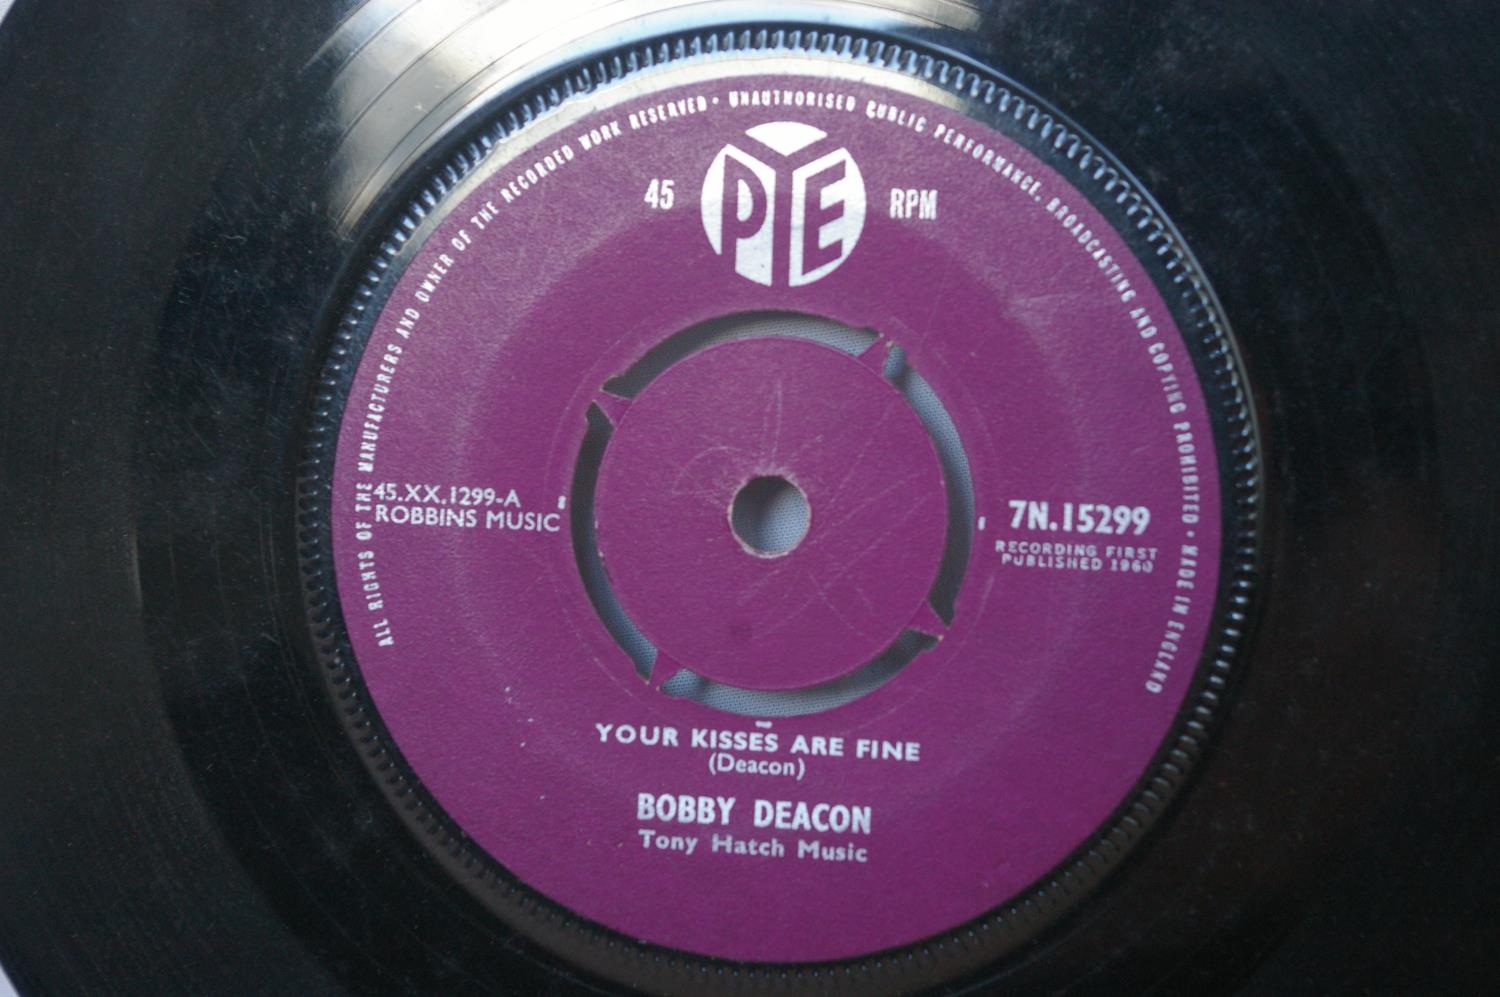 ALL RIGHTS OF THE MANUFACTURERS AND OWNER OF THE RECORDED WORK RESERVED • UNAUTHORISED PUBLIC PERFORMANCE, BROADCASTING AND COPYING PROHIBITED • MADE IN ENGLAND
45 PYE RPM
45.XX.1299-A
ROBBINS MUSIC
7N.15299
RECORDING FIRST
PUBLISHED 1960
YOUR KISSES ARE FINE
(Deacon)
BOBBY DEACON
Tony Hatch Music